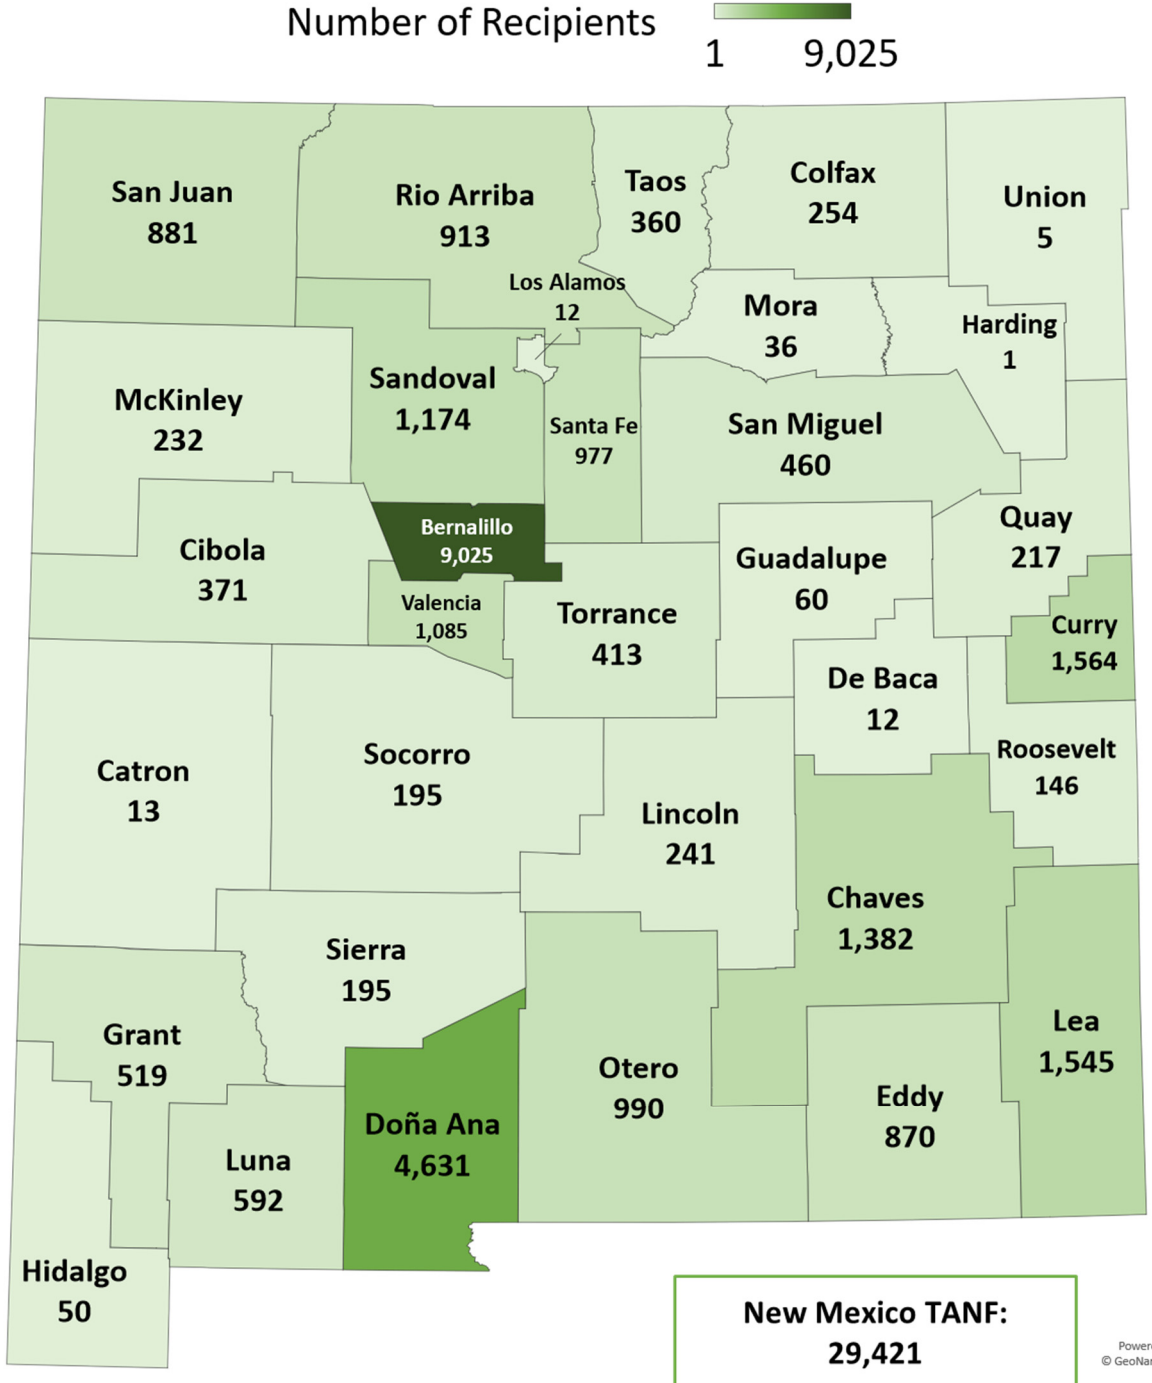 Number of Recipients
1 9,025
San Juan
881
Rio Arriba
913
Taos
360
Colfax
254
Union
5
Los Alamos
12
Mora
36
Harding
1
McKinley
232
Sandoval
1,174
Santa Fe
977
San Miguel
460
Quay
217
Cibola
371
Bernalillo
9,025
Valencia
1,085
Torrance
413
Guadalupe
60
Curry
1,564
De Baca
12
Roosevelt
146
Catron
13
Socorro
195
Lincoln
241
Chaves
1,382
Sierra
195
Grant
519
Otero
990
Lea
1,545
Eddy
870
Doña Ana
4,631
Luna
592
Hidalgo
50
New Mexico TANF:
29,421
©